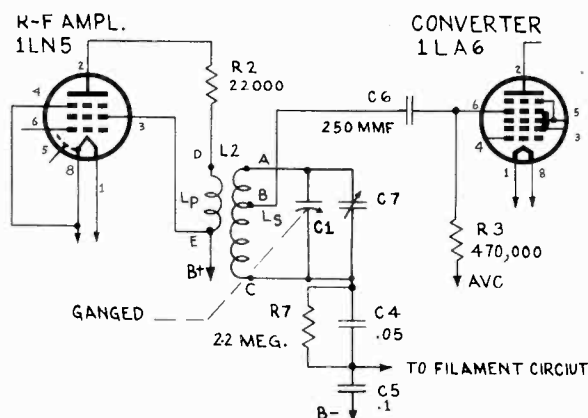 R-F AMPL.
1LN5
CONVERTER
1LA6
2
4
6
5
8
1
3
R2
22000
C6
250 MMF
2
6
4
5
3
1
8
D
L2
A
LP
B
LS
E
B+
C
C1
C7
R3
470,000
AVC
GANGED
R7
2.2 MEG.
C4
.05
TO FILAMENT CIRCIUT
C5
.1
B-